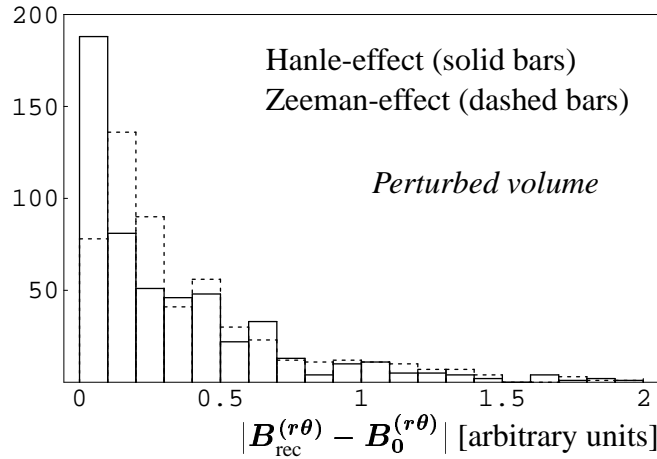 200
Hanle-effect (solid bars)
Zeeman-effect (dashed bars)
150
Perturbed volume
100
50
0 0.5 1 1.5 2
|B_rec^(rθ) − B_0^(rθ)| [arbitrary units]